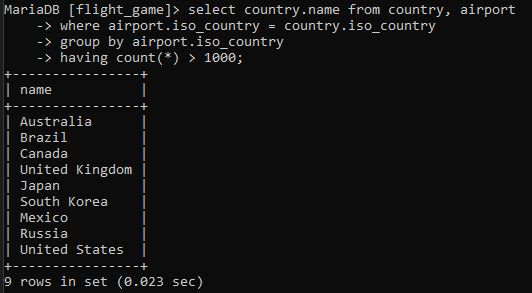 MariaDB [flight_game]> select country.name from country, airport
    -> where airport.iso_country = country.iso_country
    -> group by airport.iso_country
    -> having count(*) > 1000;
+----------------+
| name           |
+----------------+
| Australia      |
| Brazil         |
| Canada         |
| United Kingdom |
| Japan          |
| South Korea    |
| Mexico         |
| Russia         |
| United States  |
+----------------+
9 rows in set (0.023 sec)